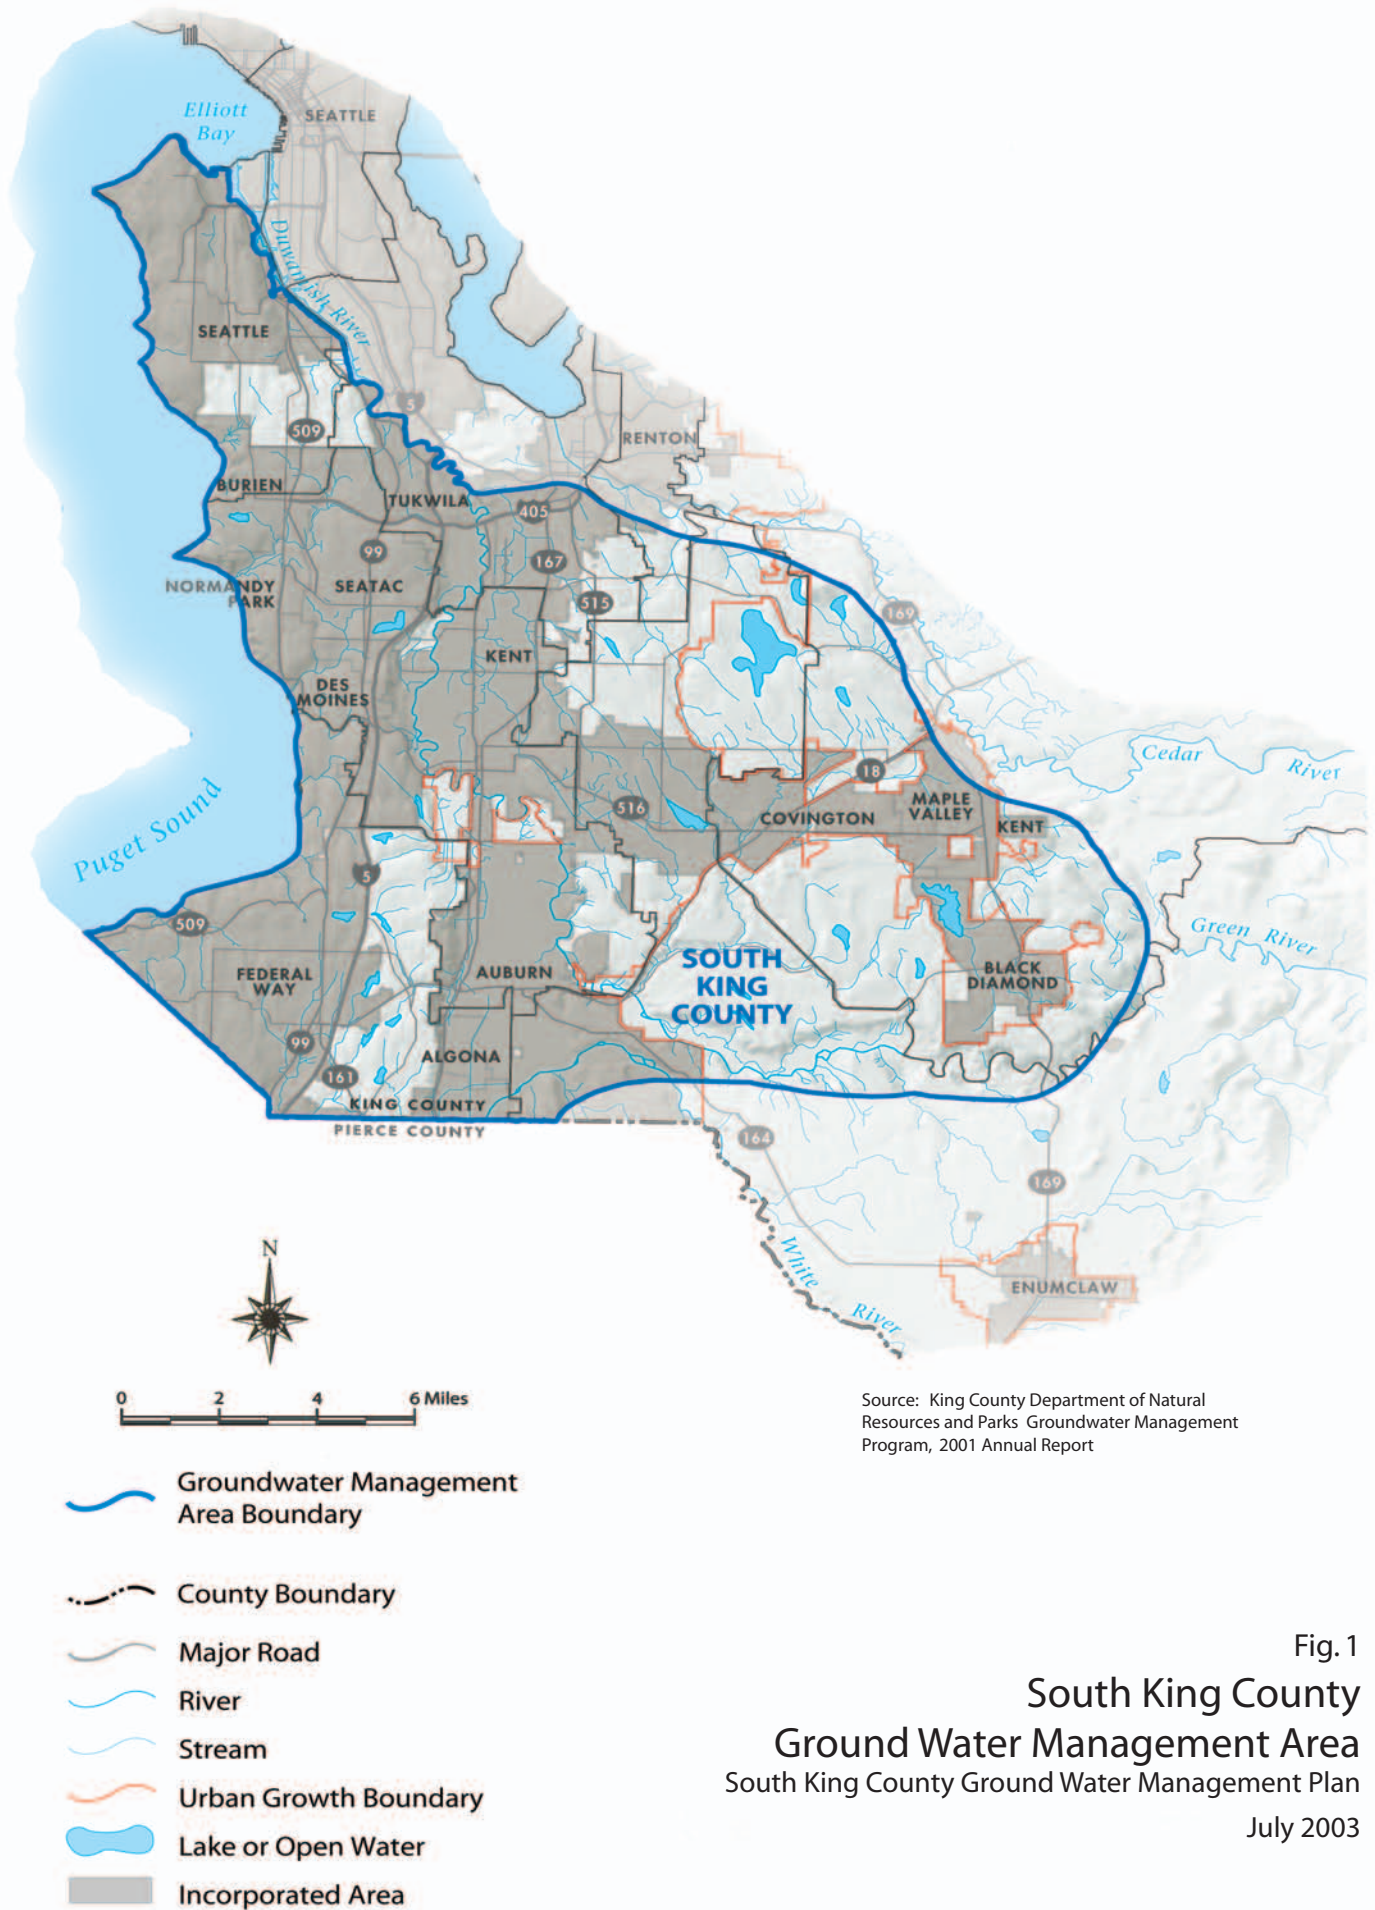 Elliott
Bay
SEATTLE
Duwamish River
SEATTLE
5
509
RENTON
BURIEN
TUKWILA
405
99
167
NORMANDY
PARK
SEATAC
515
169
KENT
DES
MOINES
Cedar
River
18
516
MAPLE
VALLEY
COVINGTON
KENT
Puget Sound
5
509
Green River
SOUTH
KING
COUNTY
FEDERAL
WAY
AUBURN
BLACK
DIAMOND
99
ALGONA
161
KING COUNTY
PIERCE COUNTY
164
169
White
River
ENUMCLAW
N
0 2 4 6 Miles
Source: King County Department of Natural
Resources and Parks Groundwater Management
Program, 2001 Annual Report
Groundwater Management
Area Boundary
County Boundary
Major Road
River
Stream
Urban Growth Boundary
Lake or Open Water
Incorporated Area
Fig. 1
South King County
Ground Water Management Area
South King County Ground Water Management Plan
July 2003